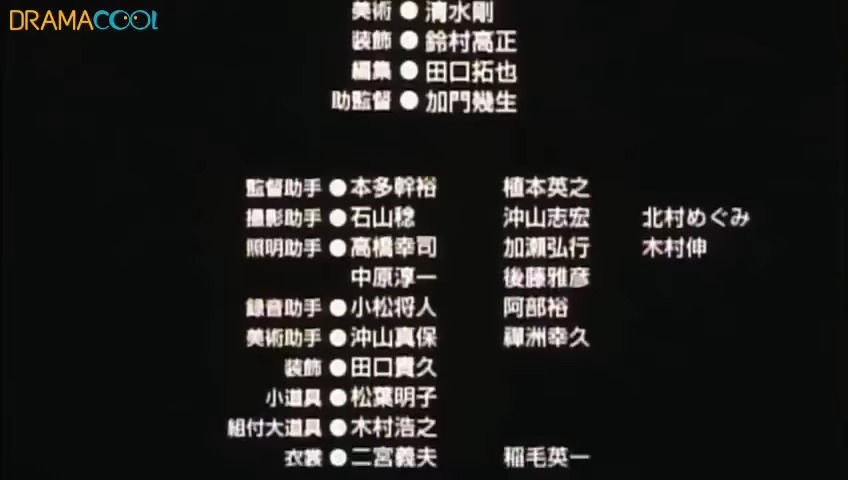 DRAMACOOL
美術 ● 清水剛
装飾 ● 鈴村高正
編集 ● 田口拓也
助監督 ● 加門幾生
監督助手 ● 本多幹裕 植本英之
撮影助手 ● 石山稔 沖山志宏 北村めぐみ
照明助手 ● 高橋幸司 加瀬弘行 木村伸
中原淳一 後藤雅彦
録音助手 ● 小松将人 阿部裕
美術助手 ● 沖山真保 禪洲幸久
装飾 ● 田口貴久
小道具 ● 松葉明子
組付大道具 ● 木村浩之
衣裳 ● 二宮義夫 稲毛英一